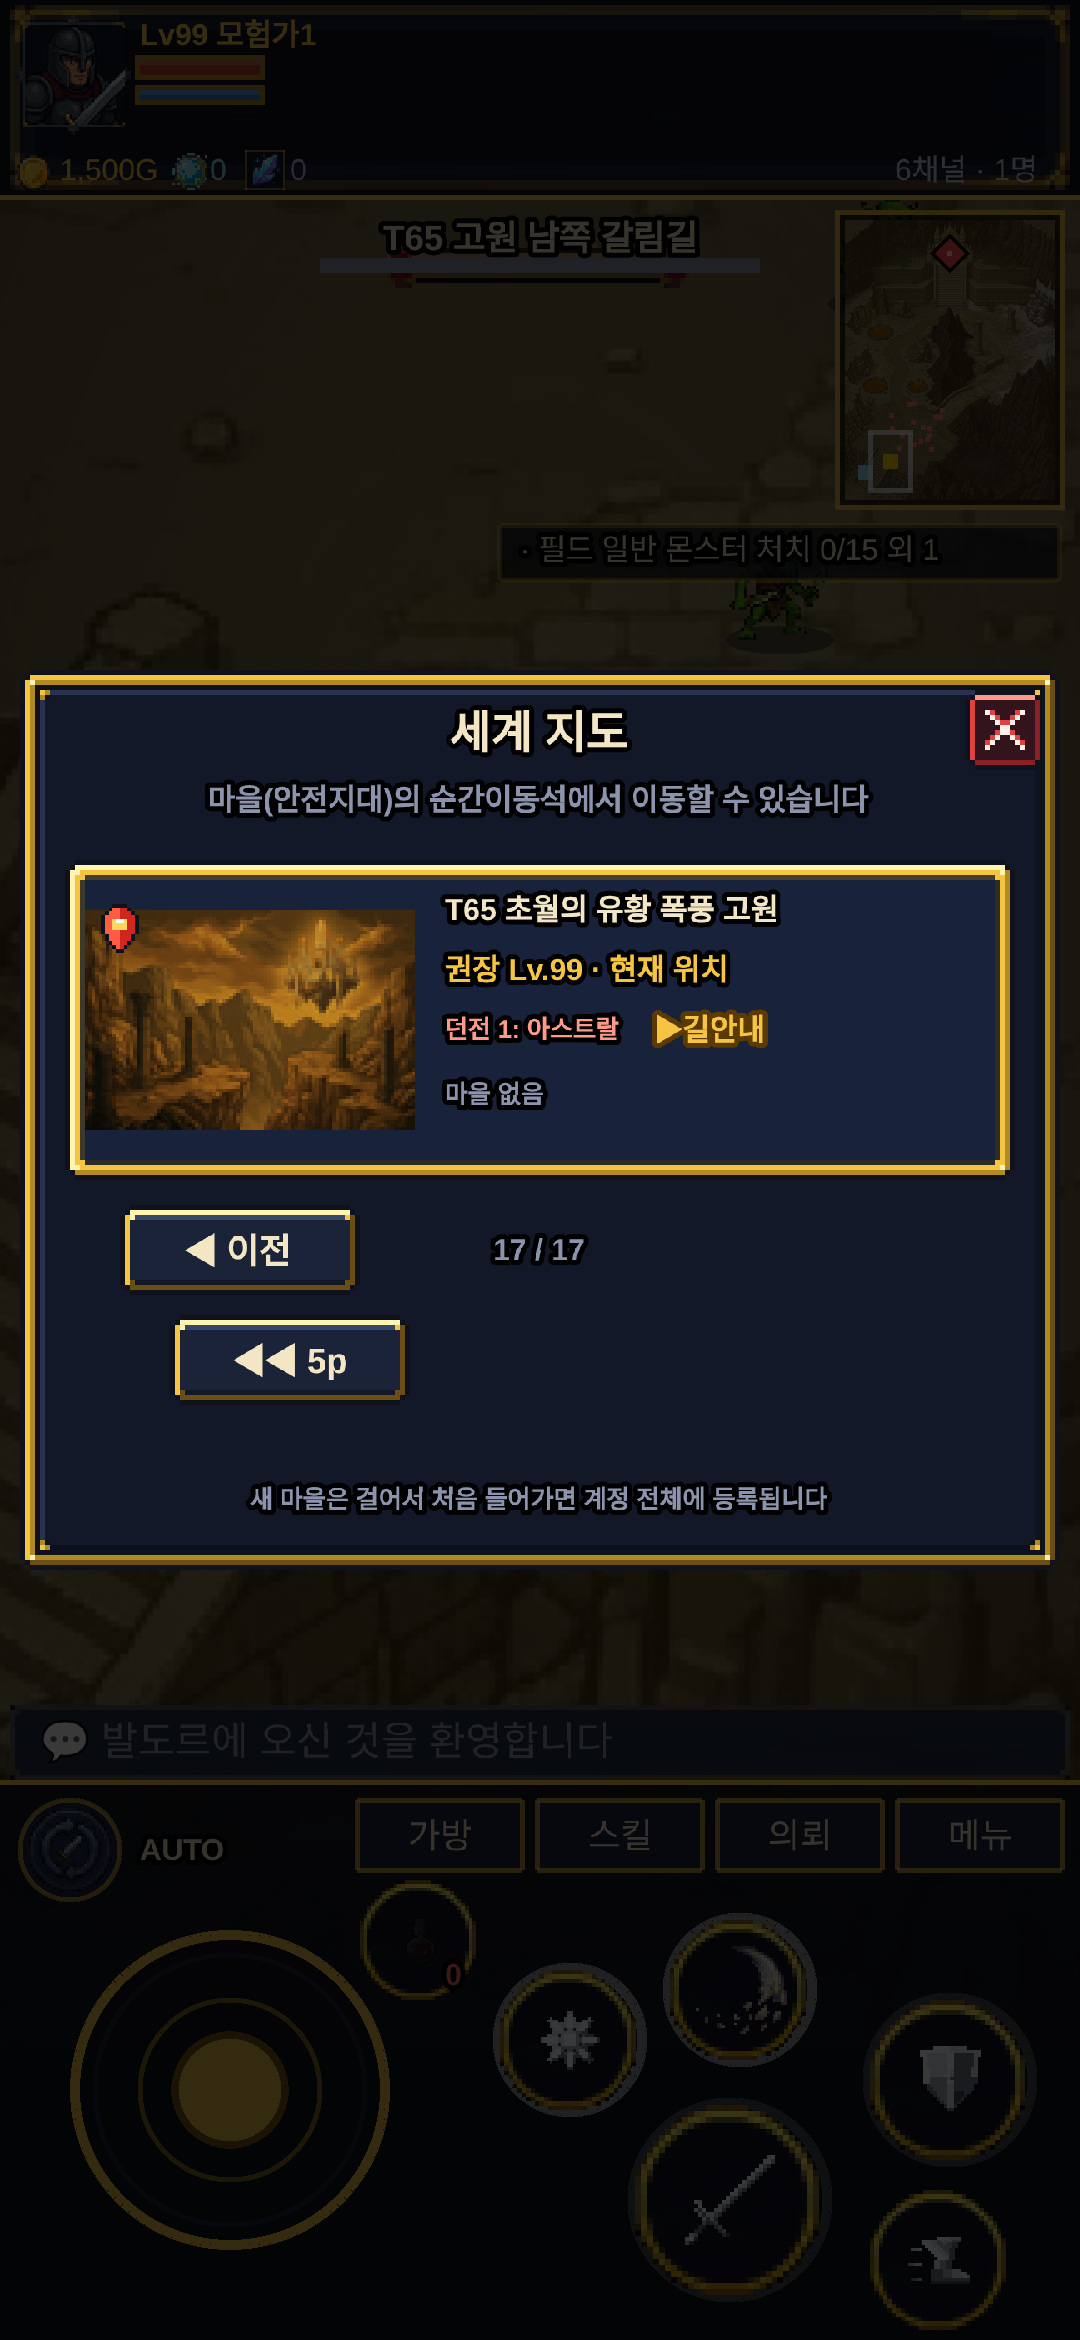 Lv99 모험가1
1,500G 0 0 6채널 · 1명
T65 고원 남쪽 갈림길
· 필드 일반 몬스터 처치 0/15 외 1
세계 지도
마을(안전지대)의 순간이동석에서 이동할 수 있습니다
T65 초월의 유황 폭풍 고원
권장 Lv.99 · 현재 위치
던전 1: 아스트랄 ▶길안내
마을 없음
◀ 이전 17 / 17
◀◀ 5p
새 마을은 걸어서 처음 들어가면 계정 전체에 등록됩니다
💬 발도르에 오신 것을 환영합니다
AUTO 가방 스킬 의뢰 메뉴
0